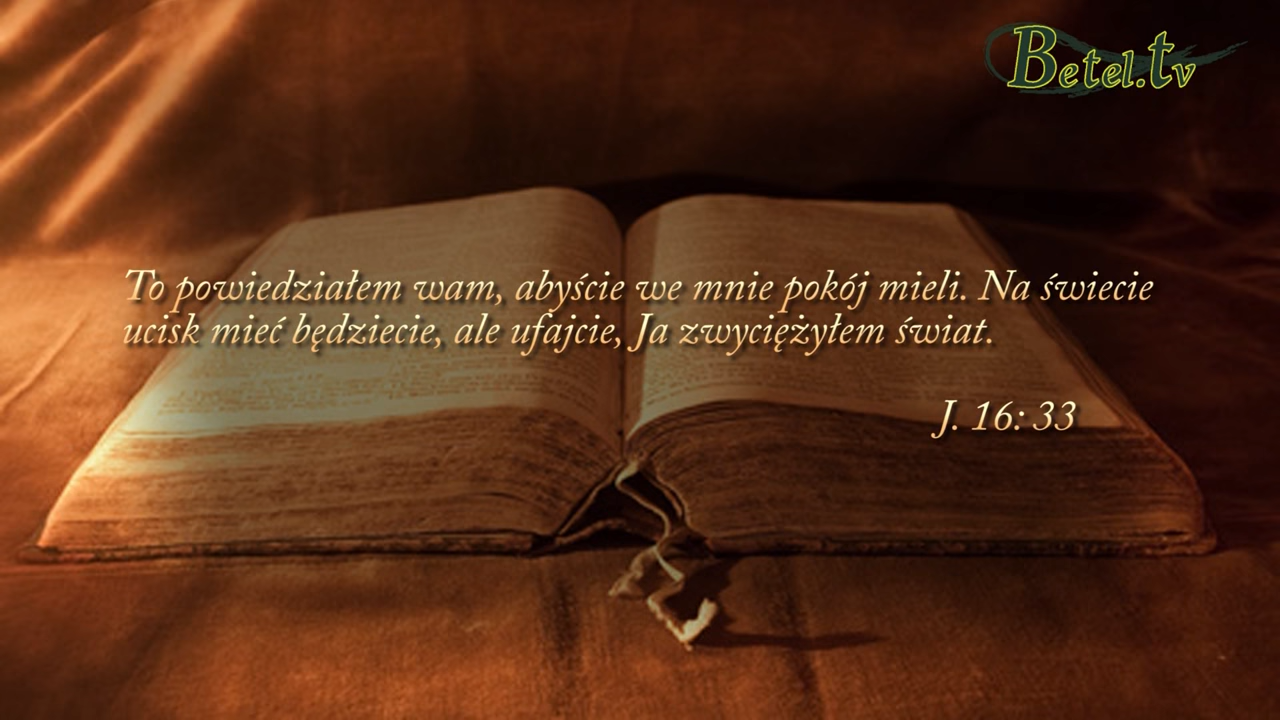 Betel.tv
To powiedziałem wam, abyście we mnie pokój mieli. Na świecie
ucisk mieć będziecie, ale ufajcie, Ja zwyciężyłem świat.
J. 16: 33